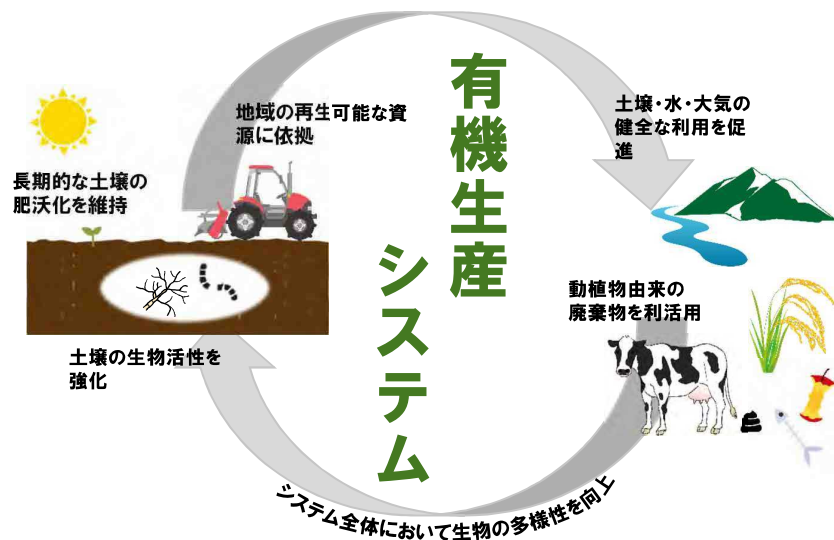 有機生産
システム
地域の再生可能な資
源に依拠
土壌・水・大気の
健全な利用を促
進
長期的な土壌の
肥沃化を維持
動植物由来の
廃棄物を利活用
土壌の生物活性を
強化
システム全体において生物の多様性を向上